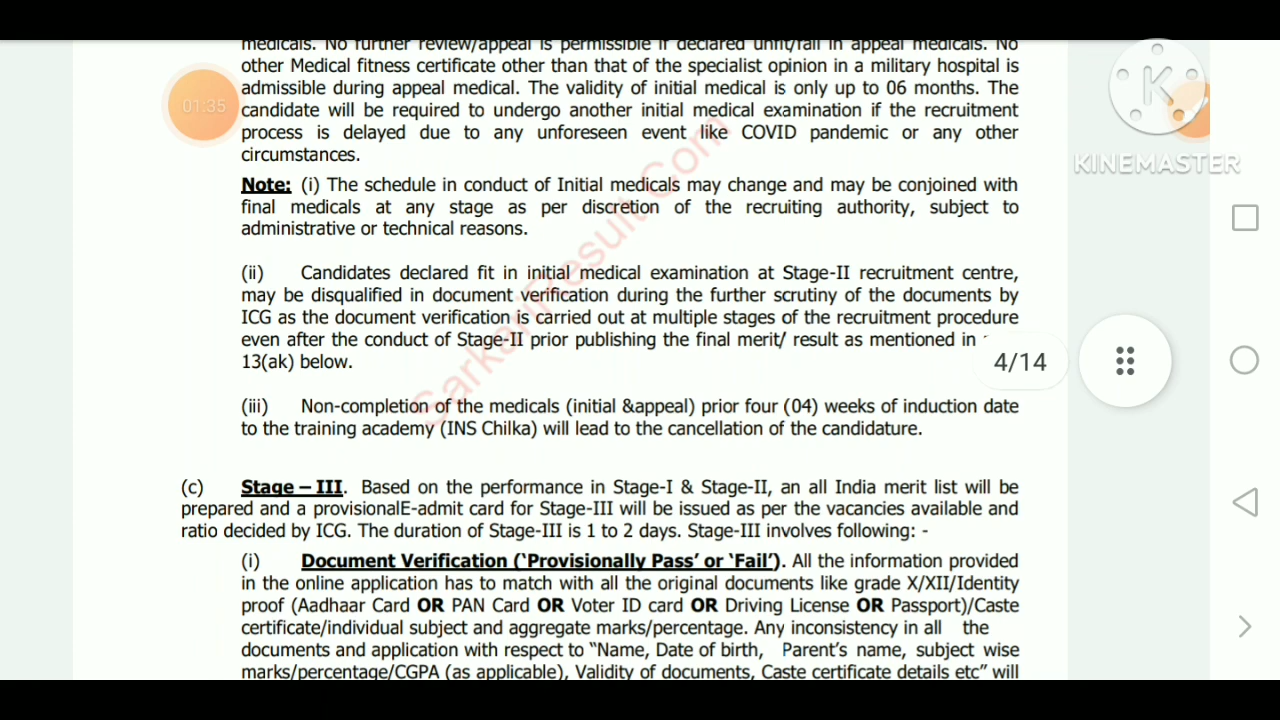 medicals. No further review/appeal is permissible if declared unfit/fail in appeal medicals. No
other Medical fitness certificate other than that of the specialist opinion in a military hospital is
admissible during appeal medical. The validity of initial medical is only up to 06 months. The
candidate will be required to undergo another initial medical examination if the recruitment
process is delayed due to any unforeseen event like COVID pandemic or any other
circumstances.
01:35
K
KINEMASTER
Note: (i) The schedule in conduct of Initial medicals may change and may be conjoined with
final medicals at any stage as per discretion of the recruiting authority, subject to
administrative or technical reasons.
(ii) Candidates declared fit in initial medical examination at Stage-II recruitment centre,
may be disqualified in document verification during the further scrutiny of the documents by
ICG as the document verification is carried out at multiple stages of the recruitment procedure
even after the conduct of Stage-II prior publishing the final merit/ result as mentioned in
13(ak) below.
4/14
(iii) Non-completion of the medicals (initial &appeal) prior four (04) weeks of induction date
to the training academy (INS Chilka) will lead to the cancellation of the candidature.
SarkariResult.Com
(c) Stage – III. Based on the performance in Stage-I & Stage-II, an all India merit list will be
prepared and a provisionalE-admit card for Stage-III will be issued as per the vacancies available and
ratio decided by ICG. The duration of Stage-III is 1 to 2 days. Stage-III involves following: -
(i) Document Verification (‘Provisionally Pass’ or ‘Fail’). All the information provided
in the online application has to match with all the original documents like grade X/XII/Identity
proof (Aadhaar Card OR PAN Card OR Voter ID card OR Driving License OR Passport)/Caste
certificate/individual subject and aggregate marks/percentage. Any inconsistency in all the
documents and application with respect to “Name, Date of birth, Parent’s name, subject wise
marks/percentage/CGPA (as applicable), Validity of documents, Caste certificate details etc” will